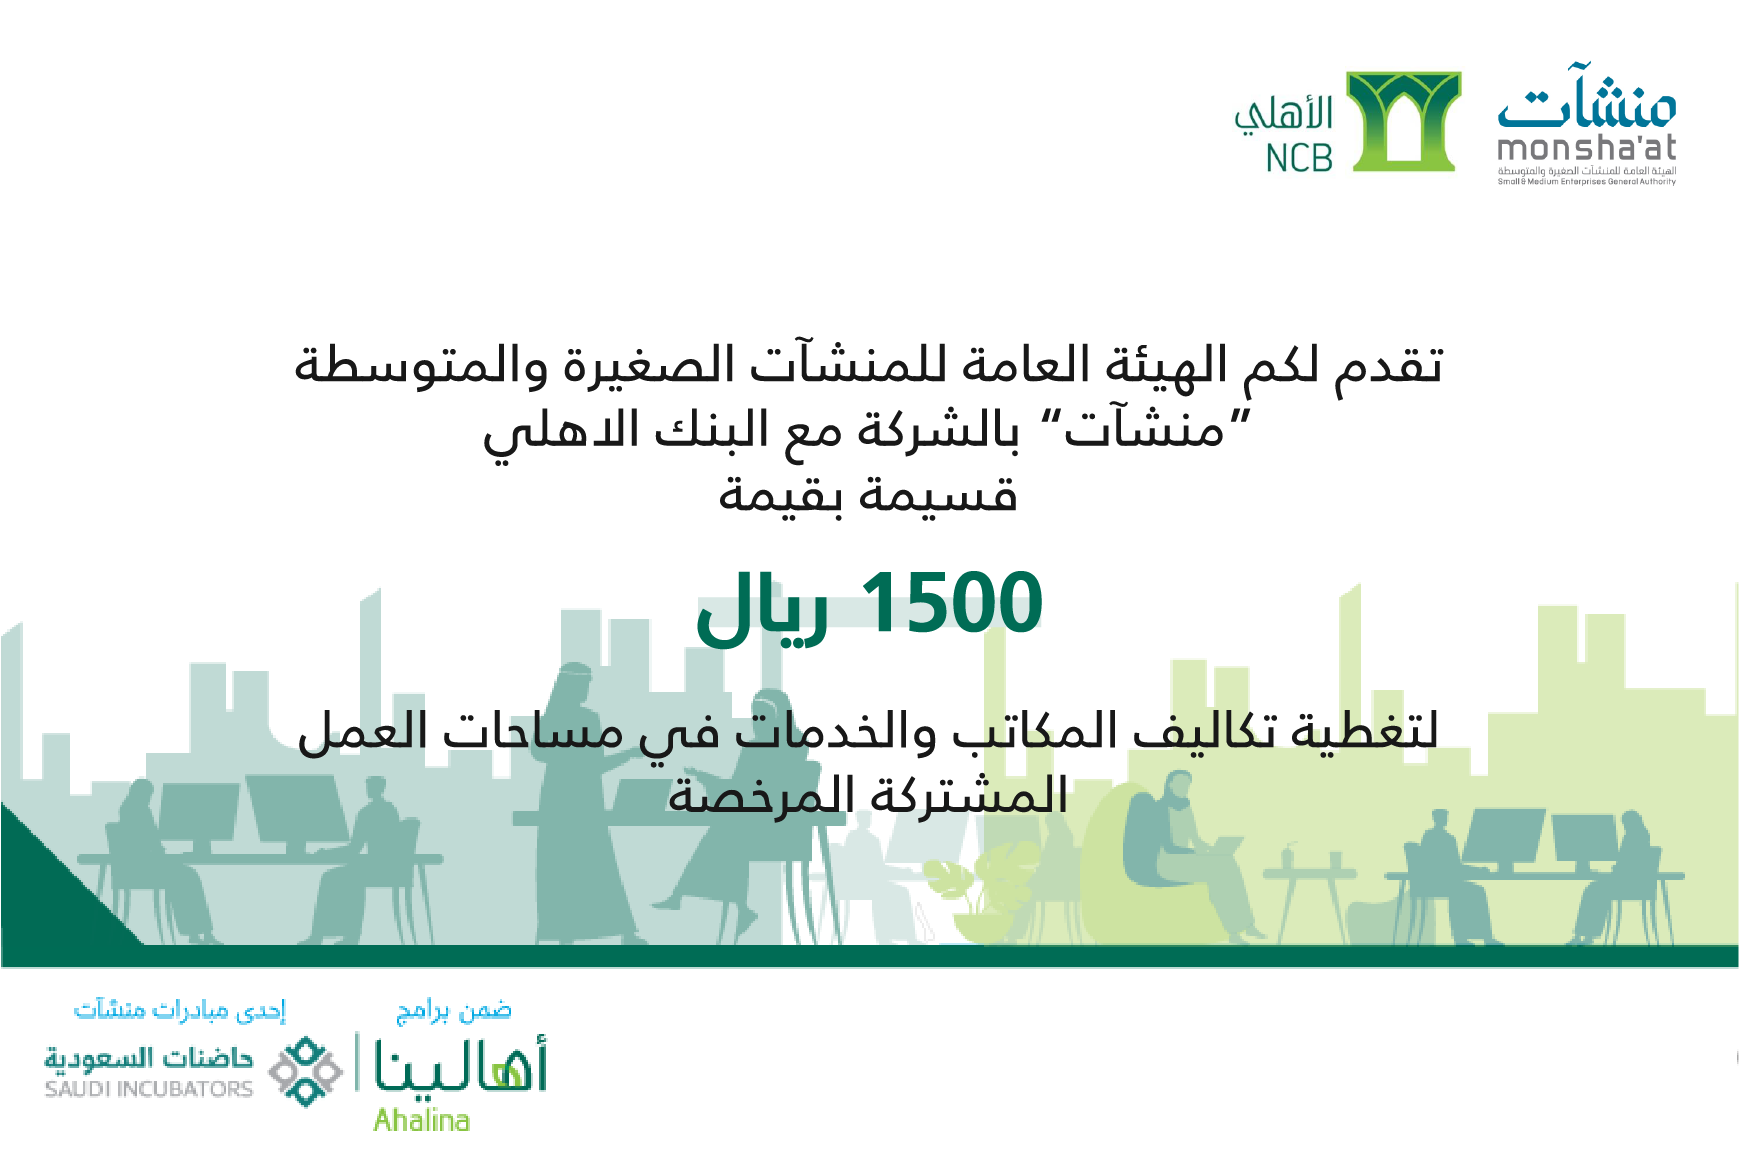 منشآت
monsha'at
الهيئة العامة للمنشآت الصغيرة والمتوسطة
Small & Medium Enterprises General Authority
الأهلي
NCB
تقدم لكم الهيئة العامة للمنشآت الصغيرة والمتوسطة
”منشآت“ بالشركة مع البنك الاهلي
قسيمة بقيمة
1500 ريال
لتغطية تكاليف المكاتب والخدمات في مساحات العمل
المشتركة المرخصة
ضمن برامج
أهالينا
Ahalina
إحدى مبادرات منشآت
حاضنات السعودية
SAUDI INCUBATORS